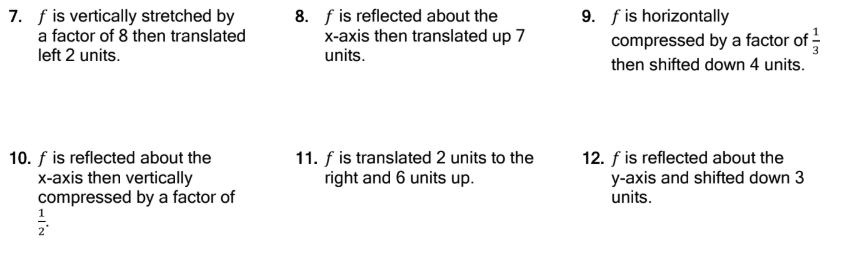 7. f is vertically stretched by
a factor of 8 then translated
left 2 units.
8. f is reflected about the
x-axis then translated up 7
units.
9. f is horizontally
compressed by a factor of 1/3
then shifted down 4 units.
10. f is reflected about the
x-axis then vertically
compressed by a factor of
1/2.
11. f is translated 2 units to the
right and 6 units up.
12. f is reflected about the
y-axis and shifted down 3
units.